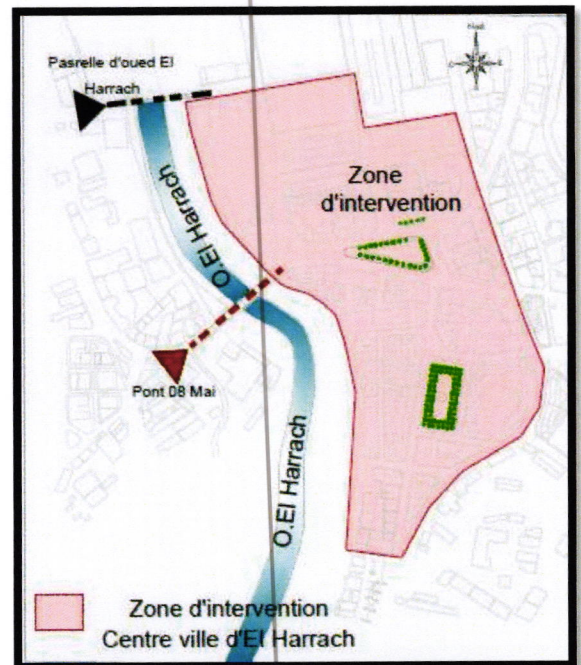 Pasrelle d'oued El
Harrach
Zone
d'intervention
O.El Harrach
Pont 08 Mai
O.El Harrach
Zone d'intervention
Centre ville d'El Harrach